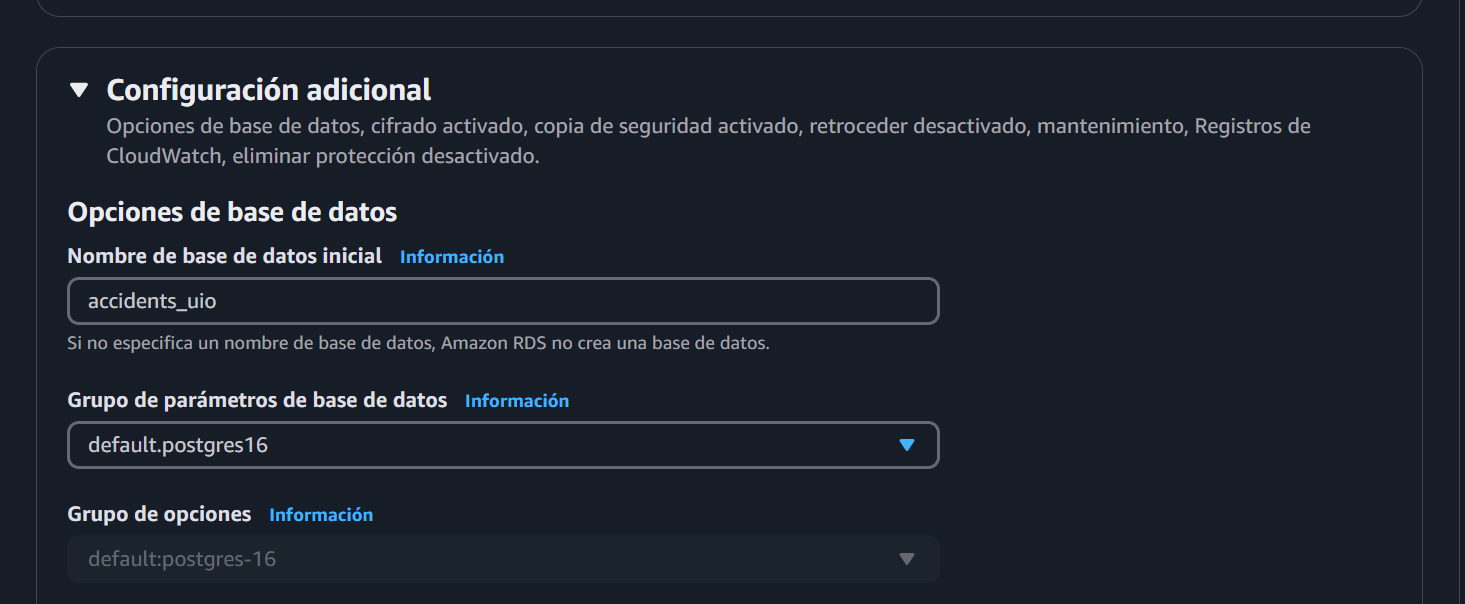 Configuración adicional
Opciones de base de datos, cifrado activado, copia de seguridad activado, retroceder desactivado, mantenimiento, Registros de
CloudWatch, eliminar protección desactivado.
Opciones de base de datos
Nombre de base de datos inicial Información
accidents_uio
Si no especifica un nombre de base de datos, Amazon RDS no crea una base de datos.
Grupo de parámetros de base de datos Información
default.postgres16
Grupo de opciones Información
default:postgres-16